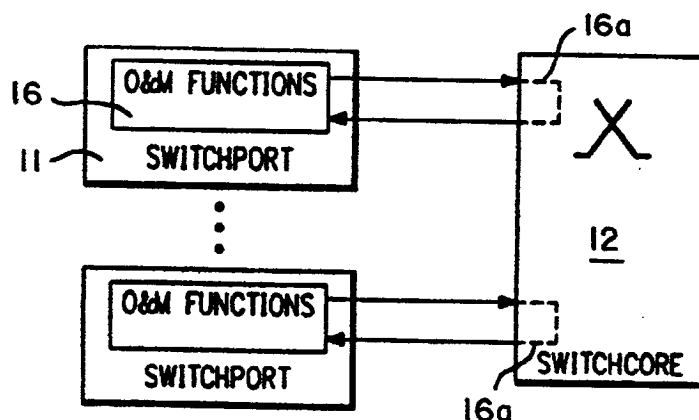 16a
O&M FUNCTIONS
16
SWITCHPORT
11
12
O&M FUNCTIONS
SWITCHPORT
SWITCHCORE
16a